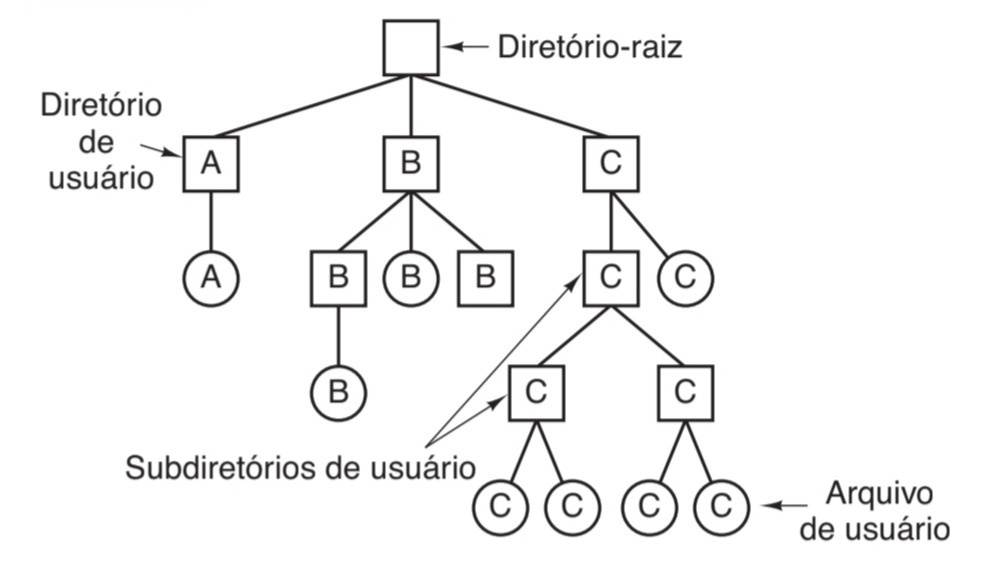 Diretório-raiz
Diretório
de
usuário
A
B
C
A
B
B
B
C
C
B
C
C
Subdiretórios de usuário
C
C
C
C
Arquivo
de usuário